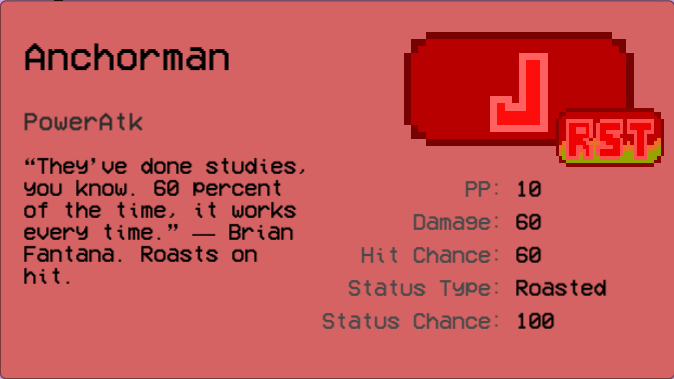 Anchorman
J
RST
PowerAtk
“They’ve done studies,
you know. 60 percent
of the time, it works
every time.” — Brian
Fantana. Roasts on
hit.
PP: 10
Damage: 60
Hit Chance: 60
Status Type: Roasted
Status Chance: 100